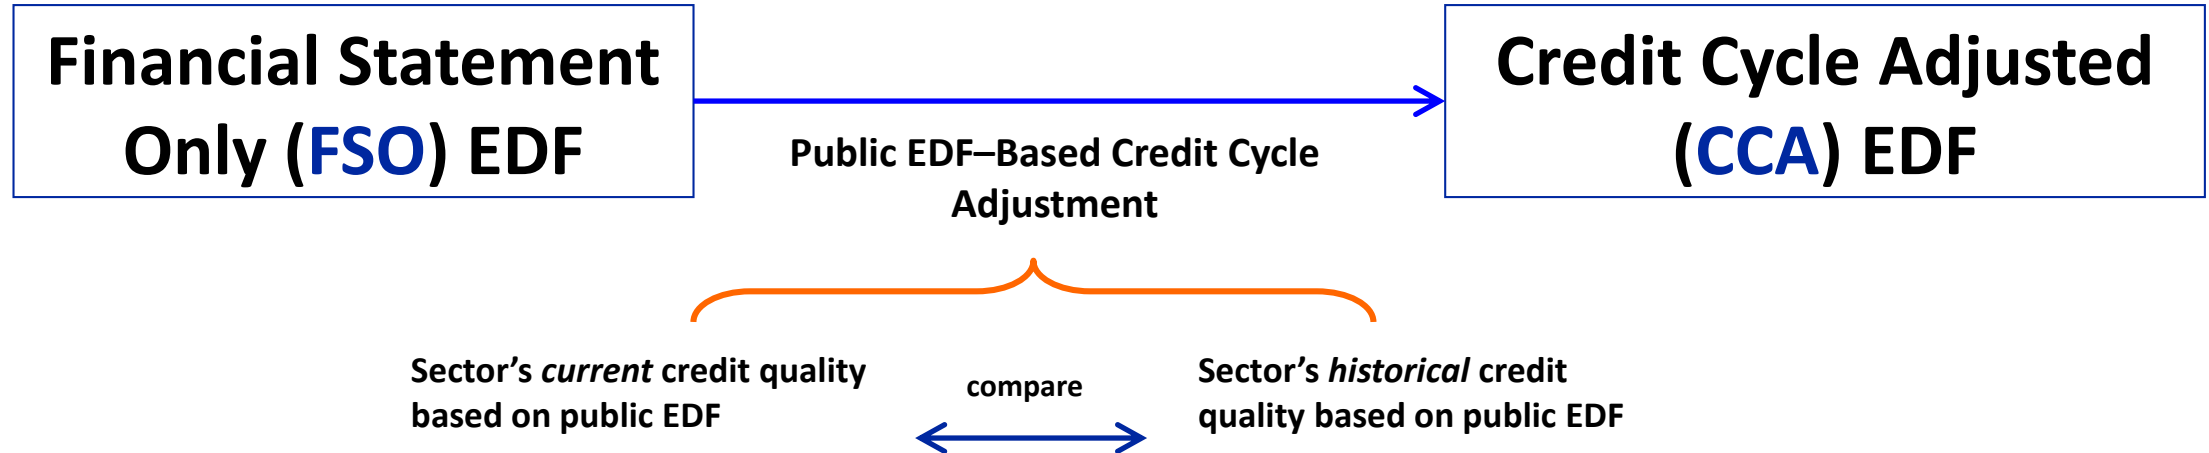 Financial Statement
Only (FSO) EDF
Public EDF–Based Credit Cycle
Adjustment
Credit Cycle Adjusted
(CCA) EDF
Sector’s current credit quality
based on public EDF
compare
Sector’s historical credit
quality based on public EDF